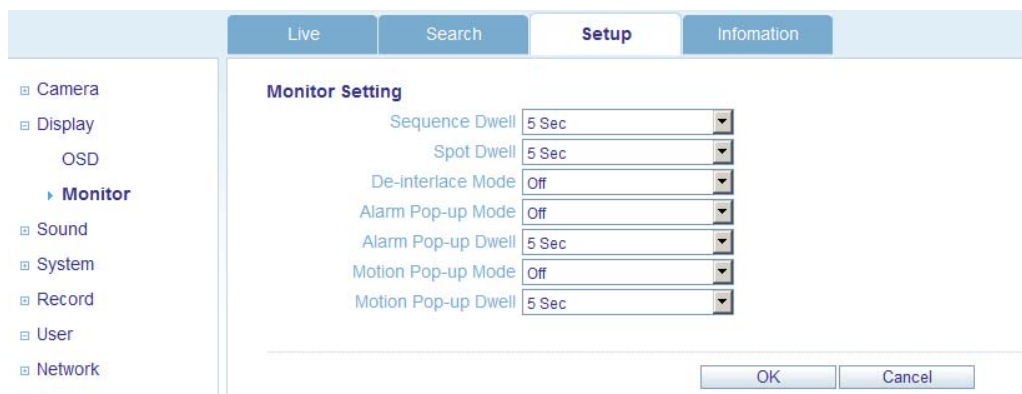 Live Search Setup Infomation
Camera
Display
OSD
Monitor
Sound
System
Record
User
Network
Monitor Setting
Sequence Dwell 5 Sec
Spot Dwell 5 Sec
De-interlace Mode Off
Alarm Pop-up Mode Off
Alarm Pop-up Dwell 5 Sec
Motion Pop-up Mode Off
Motion Pop-up Dwell 5 Sec
OK Cancel